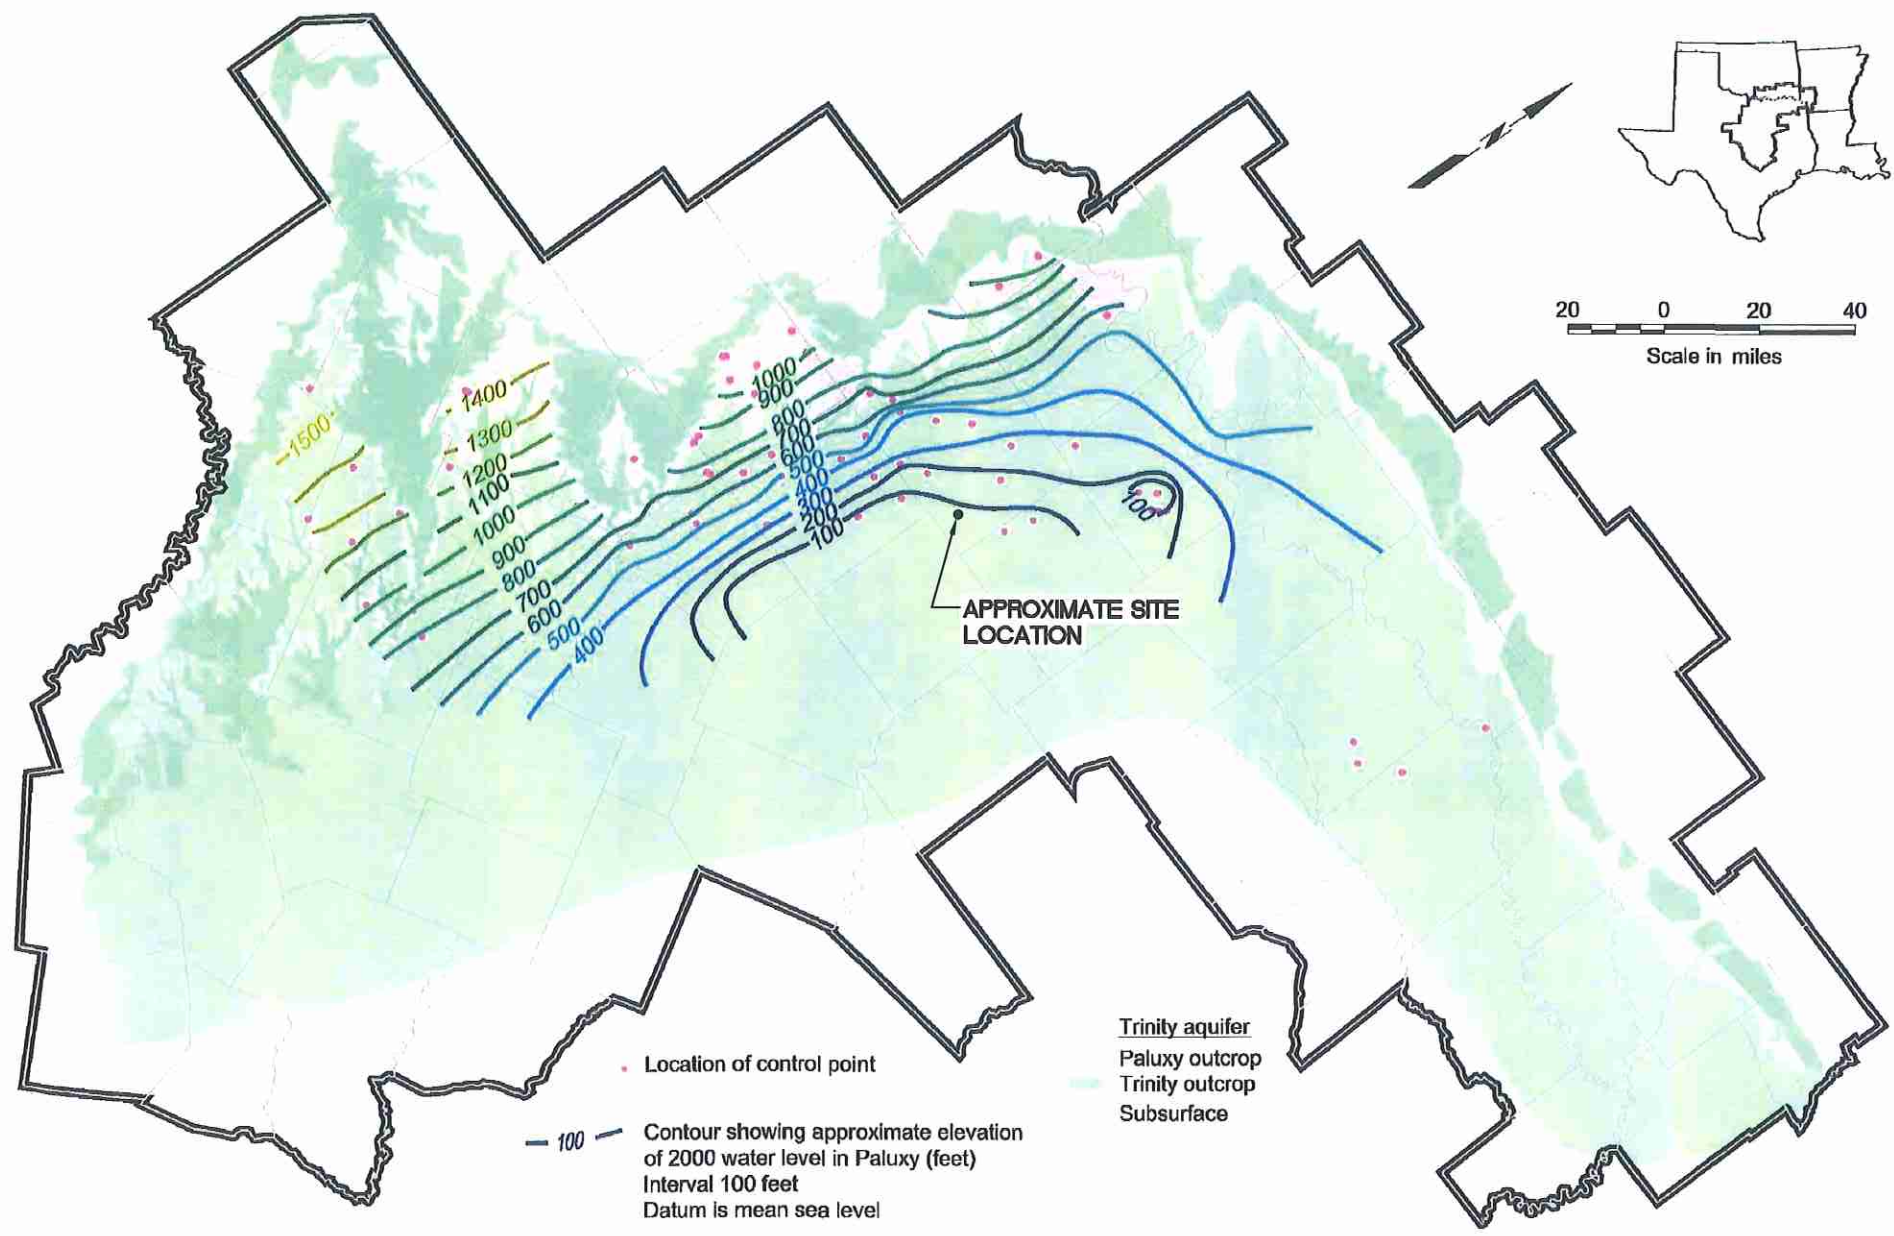 20 0 20 40
Scale in miles
1500
1400
1300
1200
1100
1000
900
800
700
600
500
400
1000
900
800
700
600
500
400
300
200
100
100
APPROXIMATE SITE
LOCATION
Location of control point
100
Contour showing approximate elevation
of 2000 water level in Paluxy (feet)
Interval 100 feet
Datum is mean sea level
Trinity aquifer
Paluxy outcrop
Trinity outcrop
Subsurface